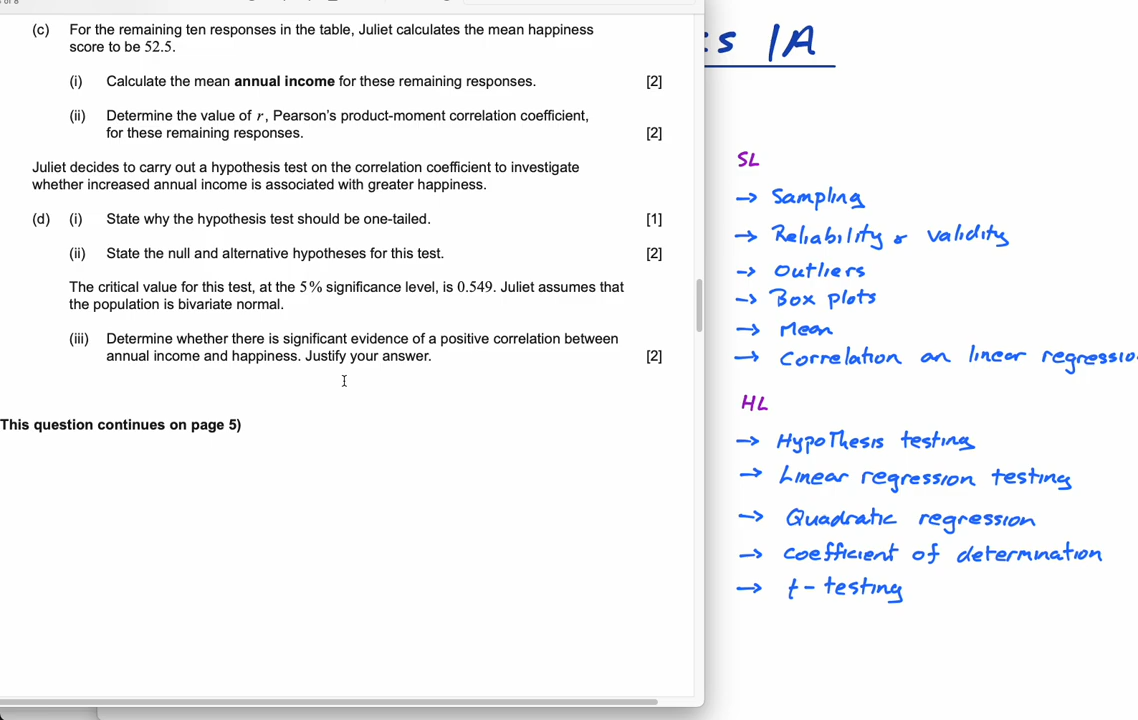 (c) For the remaining ten responses in the table, Juliet calculates the mean happiness
score to be 52.5.
(i) Calculate the mean annual income for these remaining responses. [2]
(ii) Determine the value of r, Pearson's product-moment correlation coefficient,
for these remaining responses. [2]
Juliet decides to carry out a hypothesis test on the correlation coefficient to investigate
whether increased annual income is associated with greater happiness.
(d) (i) State why the hypothesis test should be one-tailed. [1]
(ii) State the null and alternative hypotheses for this test. [2]
The critical value for this test, at the 5% significance level, is 0.549. Juliet assumes that
the population is bivariate normal.
(iii) Determine whether there is significant evidence of a positive correlation between
annual income and happiness. Justify your answer. [2]
This question continues on page 5)
1A
SL
→ Sampling
→ Reliability & validity
→ Outliers
→ Box plots
→ Mean
→ Correlation an linear regressio
HL
→ Hypothesis testing
→ Linear regression testing
→ Quadratic regression
→ coefficient of determination
→ t-testing